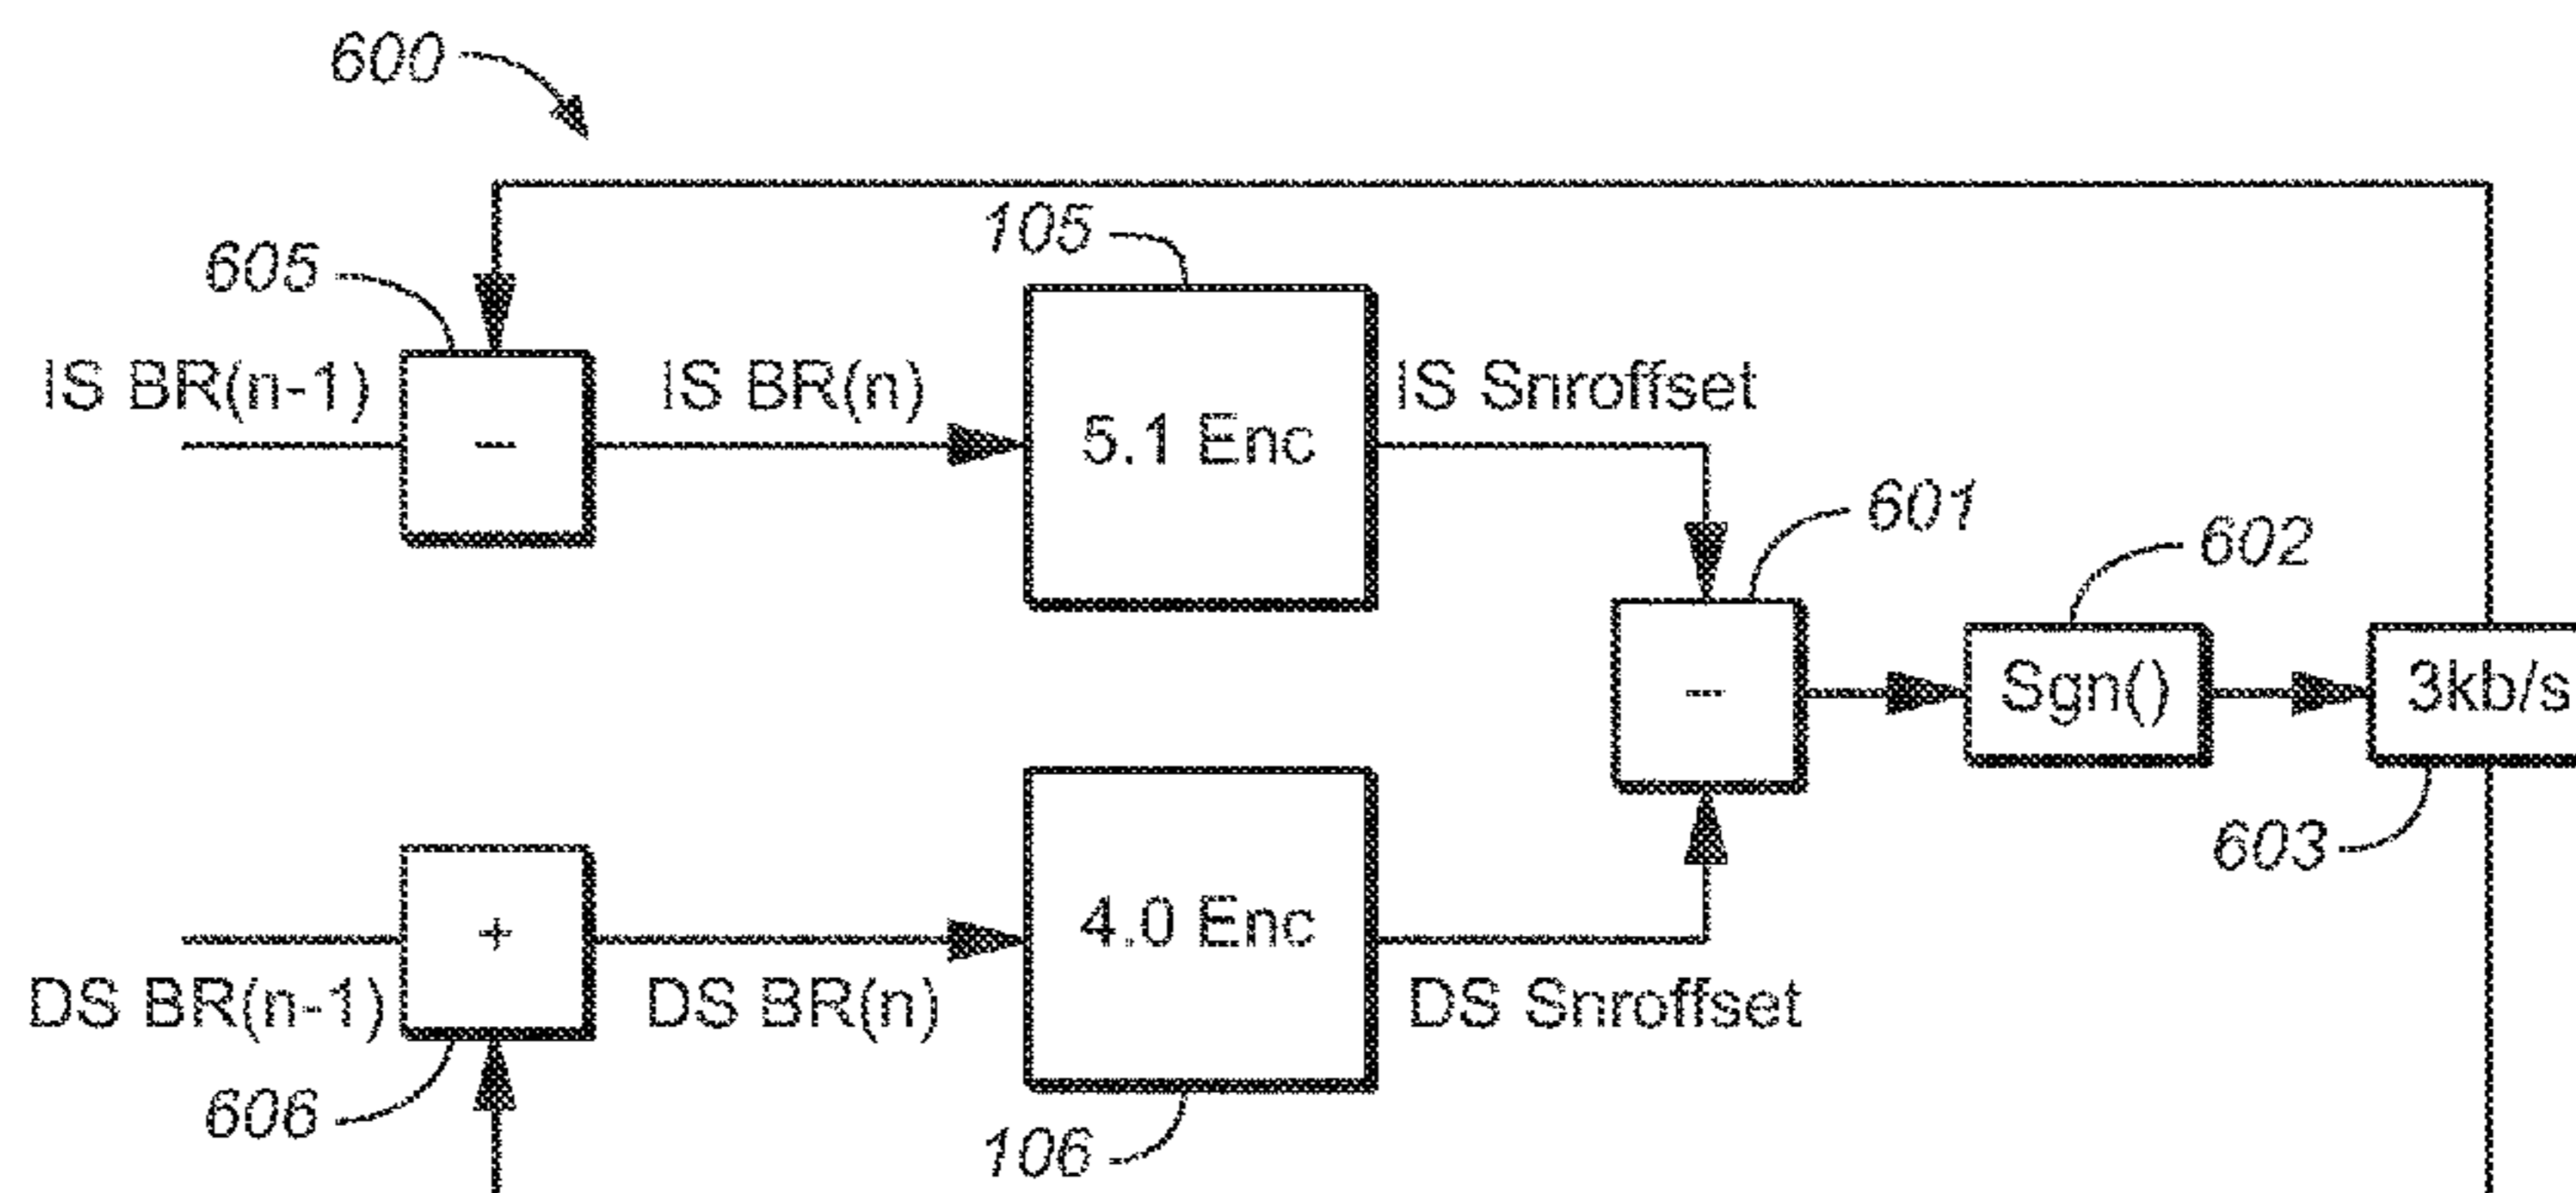 600
105
605
IS BR(n-1)
-
IS BR(n)
5.1 Enc
IS Snroffset
601
602
-
Sgn()
3kb/s
603
+
4.0 Enc
DS BR(n-1)
DS BR(n)
DS Snroffset
606
106